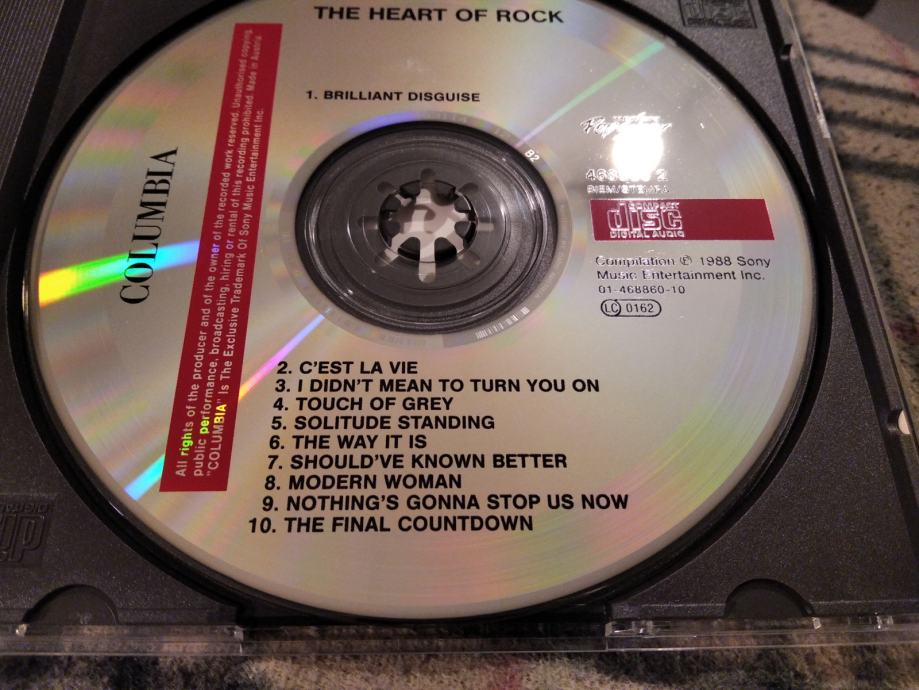 THE HEART OF ROCK
1. BRILLIANT DISGUISE
B2
COLUMBIA
All rights of the producer and of the owner of the recorded work reserved. Unauthorised copying,
public performance, broadcasting, hiring or rental of this recording prohibited. Made in Austria.
"COLUMBIA" Is The Exclusive Trademark Of Sony Music Entertainment Inc.
COMPACT
disc
DIGITAL AUDIO
Compilation ℗ 1988 Sony
Music Entertainment Inc.
01-468860-10
LC 0162
2. C'EST LA VIE
3. I DIDN'T MEAN TO TURN YOU ON
4. TOUCH OF GREY
5. SOLITUDE STANDING
6. THE WAY IT IS
7. SHOULD'VE KNOWN BETTER
8. MODERN WOMAN
9. NOTHING'S GONNA STOP US NOW
10. THE FINAL COUNTDOWN